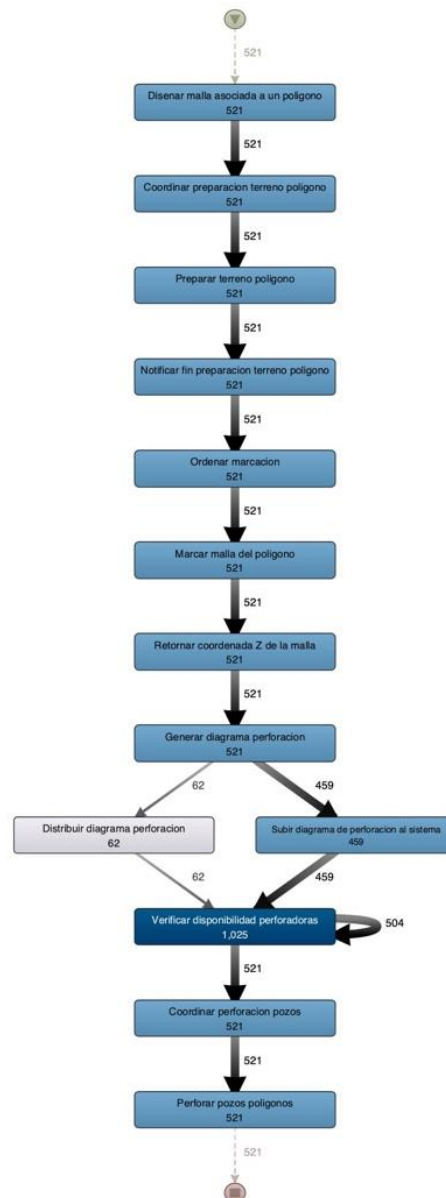 521
Disenar malla asociada a un poligono
521
521
Coordinar preparacion terreno poligono
521
521
Preparar terreno poligono
521
521
Notificar fin preparacion terreno poligono
521
521
Ordenar marcacion
521
521
Marcar malla del poligono
521
521
Retornar coordenada Z de la malla
521
521
Generar diagrama perforacion
521
62 459
Distribuir diagrama perforacion
62
Subir diagrama de perforacion al sistema
459
62 459
Verificar disponibilidad perforadoras
1,025
504
521
Coordinar perforacion pozos
521
521
Perforar pozos poligonos
521
521